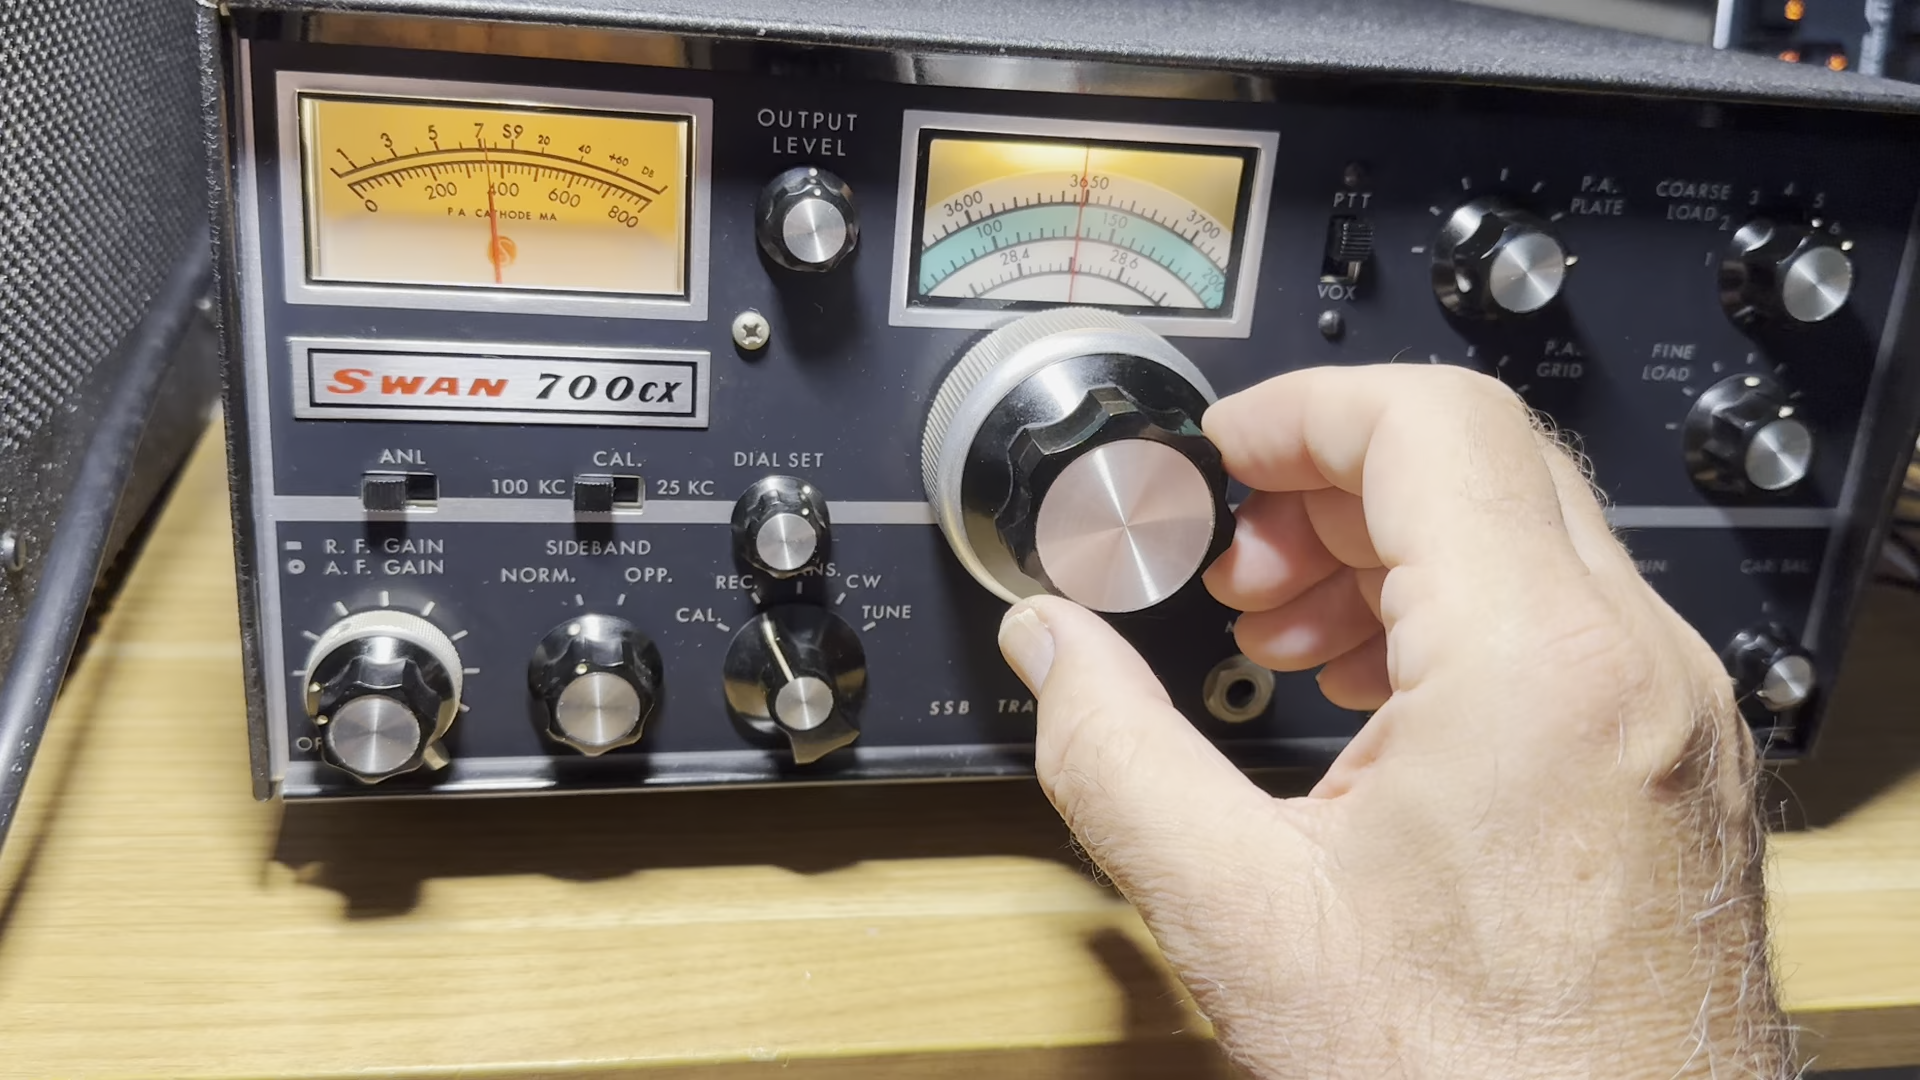 1 3 5 7 S9 20 40 +60 DB
0 200 400 600 800
P A CATHODE MA
OUTPUT
LEVEL
3600 3650 3700
100 150 200
28.4 28.6
PTT
VOX
P.A.
PLATE
COARSE
LOAD
1 2 3 4 5 6
P.A.
GRID
FINE
LOAD
SWAN 700CX
ANL
CAL.
100 KC 25 KC
DIAL SET
R. F. GAIN
A. F. GAIN
SIDEBAND
NORM. OPP.
CAL. REC. CW TUNE
CAR BAL
SSB